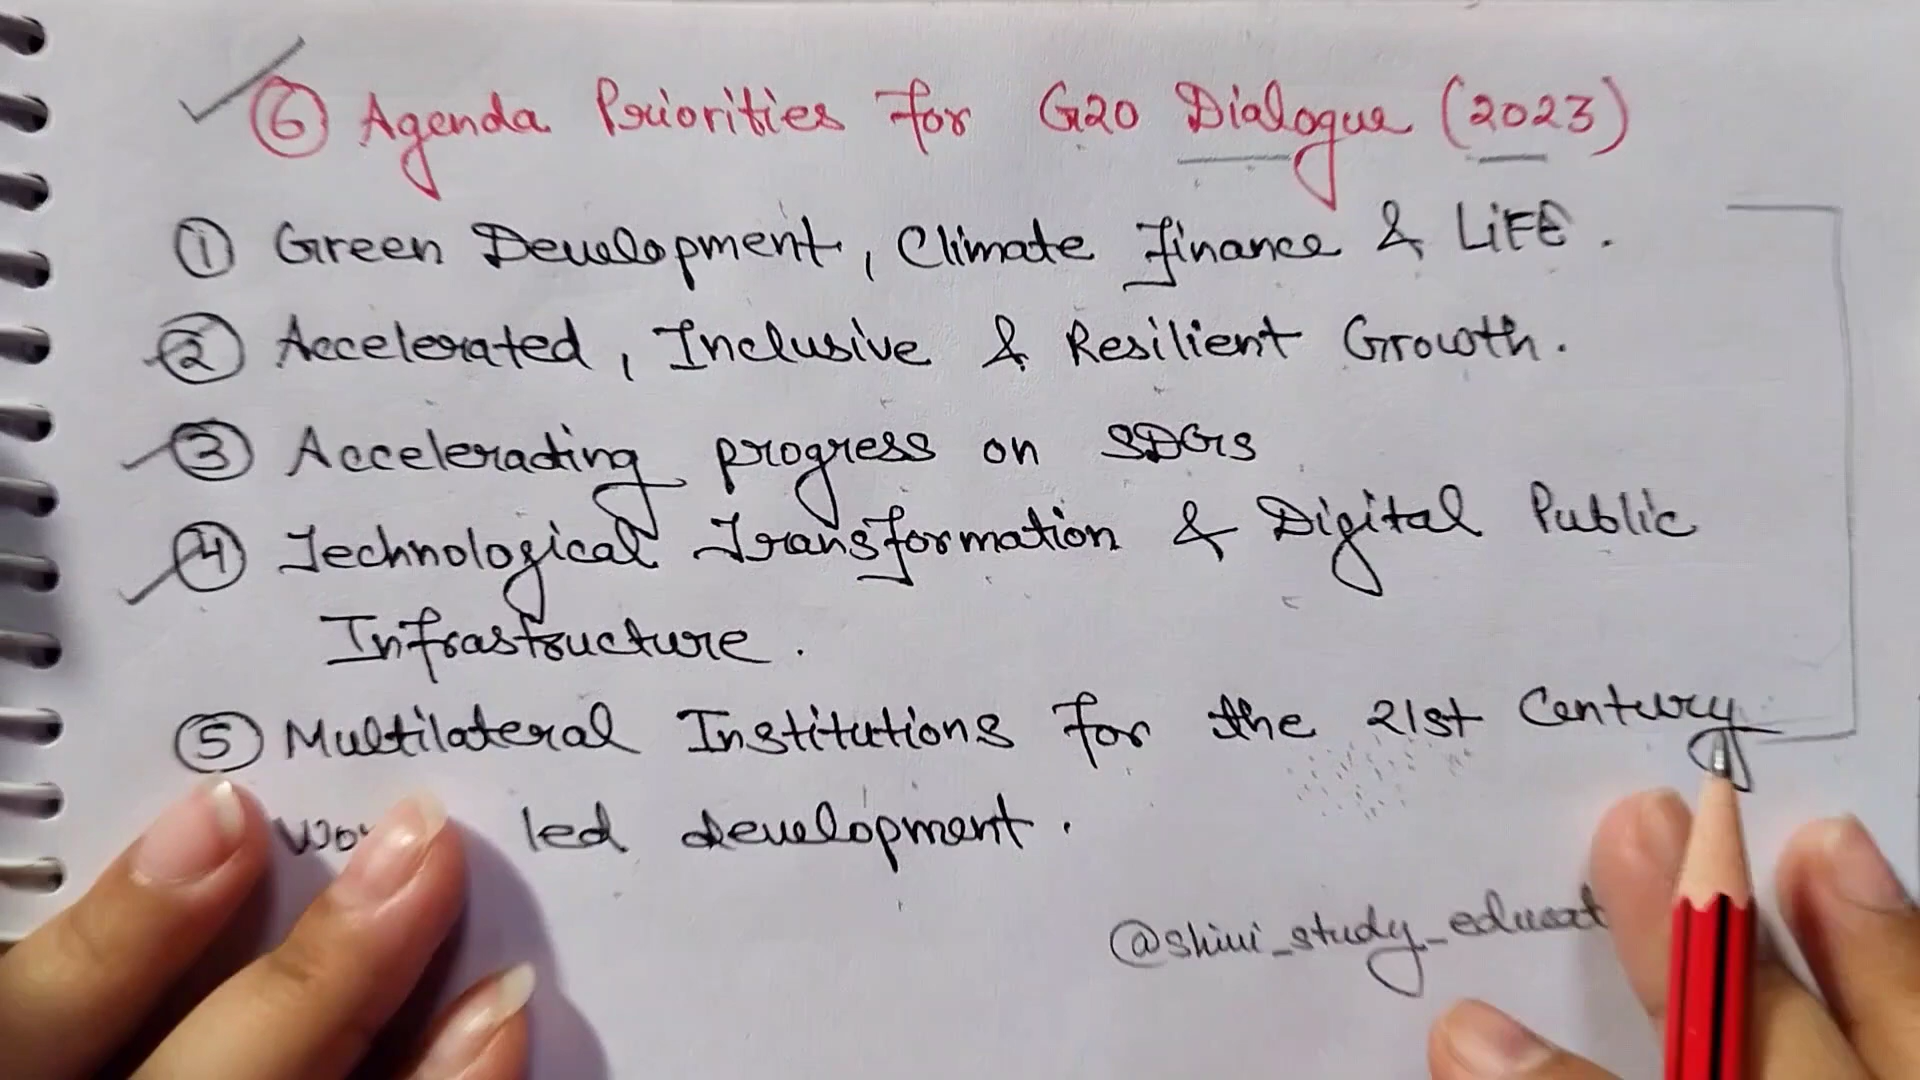 ⑥ Agenda Priorities for G20 Dialogue (2023)
① Green Development, Climate Finance & LiFE.
② Accelerated, Inclusive & Resilient Growth.
③ Accelerating progress on SDGs
④ Technological Transformation & Digital Public
Infrastructure.
⑤ Multilateral Institutions for the 21st Century
led development.
@shivi_study_educat